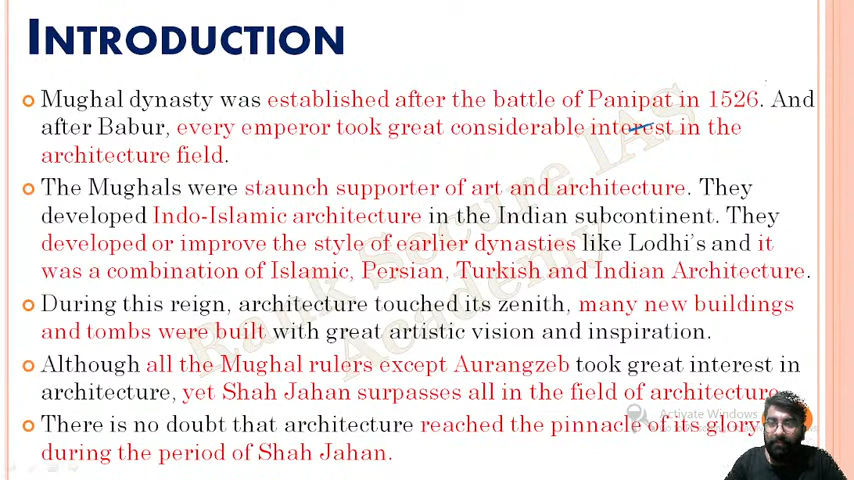 INTRODUCTION
Mughal dynasty was established after the battle of Panipat in 1526. And
after Babur, every emperor took great considerable interest in the
architecture field.
The Mughals were staunch supporter of art and architecture. They
developed Indo-Islamic architecture in the Indian subcontinent. They
developed or improve the style of earlier dynasties like Lodhi's and it
was a combination of Islamic, Persian, Turkish and Indian Architecture.
During this reign, architecture touched its zenith, many new buildings
and tombs were built with great artistic vision and inspiration.
Although all the Mughal rulers except Aurangzeb took great interest in
architecture, yet Shah Jahan surpasses all in the field of architecture.
There is no doubt that architecture reached the pinnacle of its glory
during the period of Shah Jahan.
Rank Secure IAS
Academy
Activate Windows